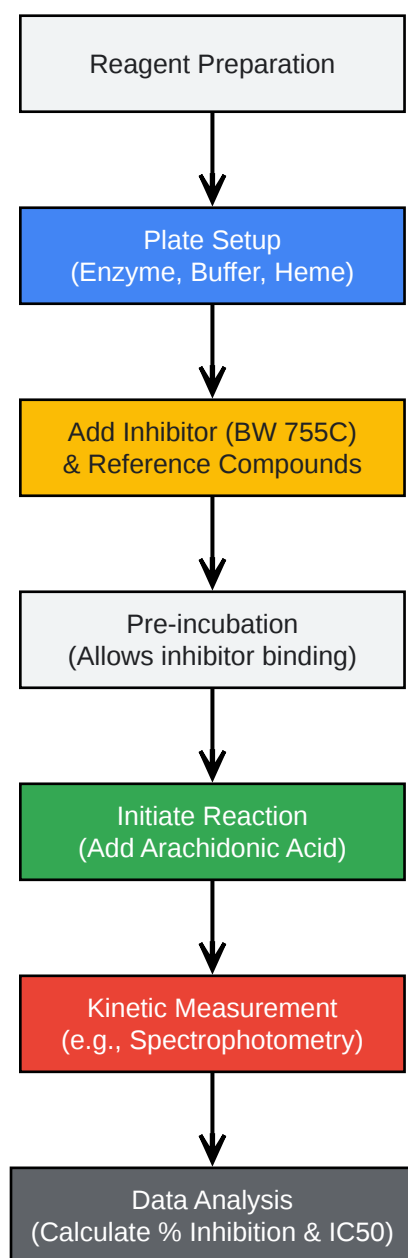 Reagent Preparation
Plate Setup
(Enzyme, Buffer, Heme)
Add Inhibitor (BW 755C)
& Reference Compounds
Pre-incubation
(Allows inhibitor binding)
Initiate Reaction
(Add Arachidonic Acid)
Kinetic Measurement
(e.g., Spectrophotometry)
Data Analysis
(Calculate % Inhibition & IC50)